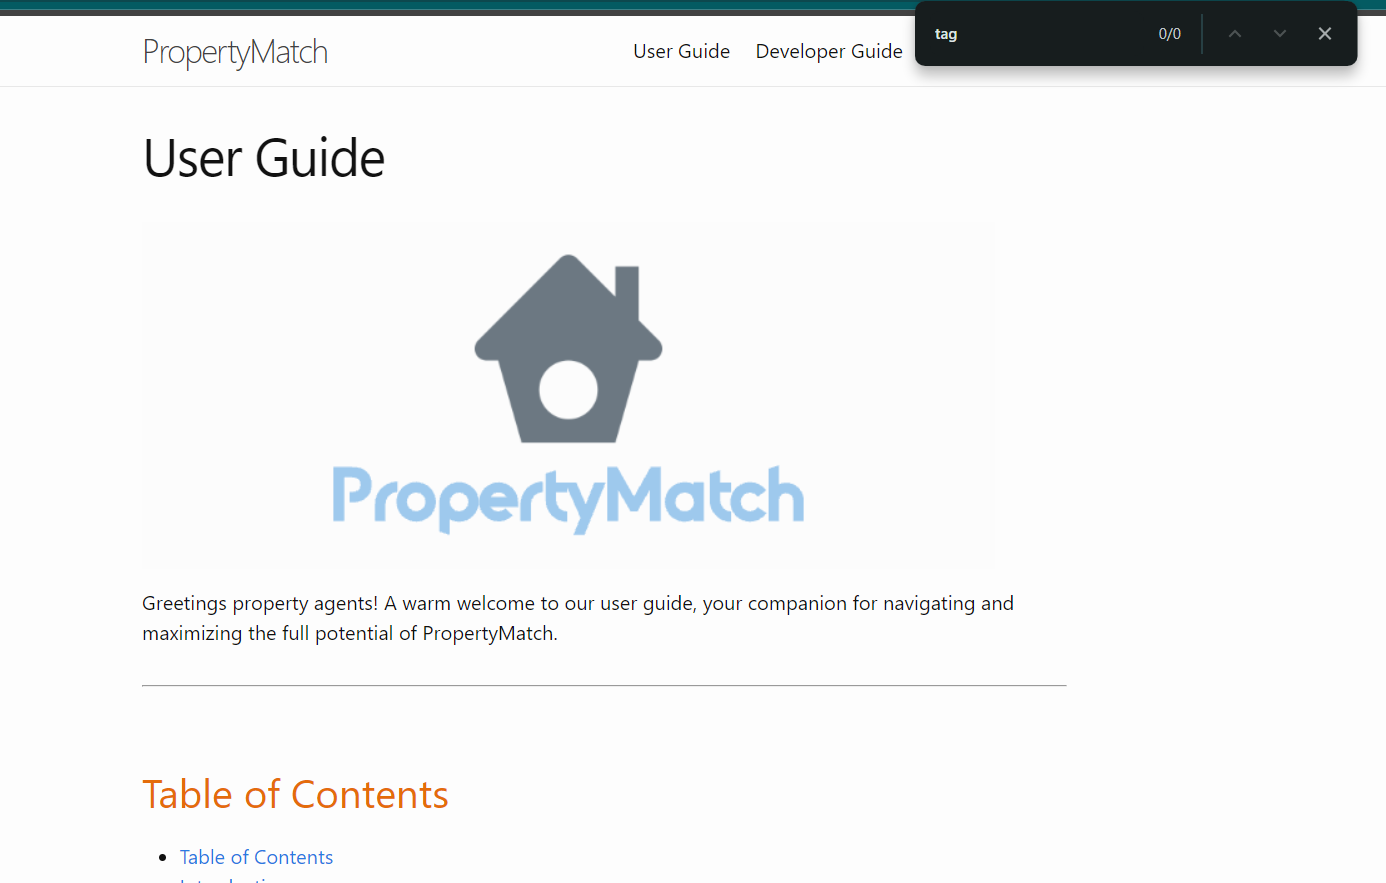 PropertyMatch
User Guide Developer Guide
tag 0/0
User Guide
PropertyMatch
Greetings property agents! A warm welcome to our user guide, your companion for navigating and
maximizing the full potential of PropertyMatch.
Table of Contents
Table of Contents